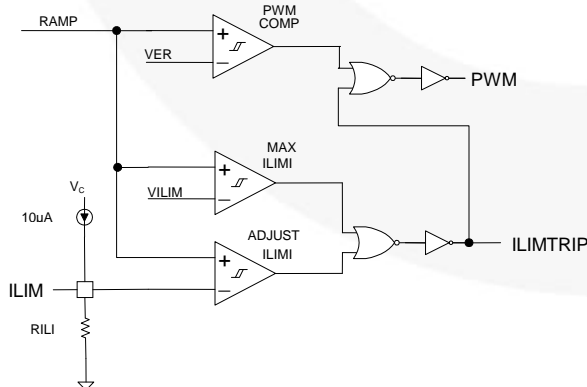 PWM
COMP
RAMP
+
VER
−
PWM
MAX
ILIMI
+
VILIM
−
Vc
10uA
ADJUST
ILIMI
+
ILIMTRIP
ILIM
−
RILI